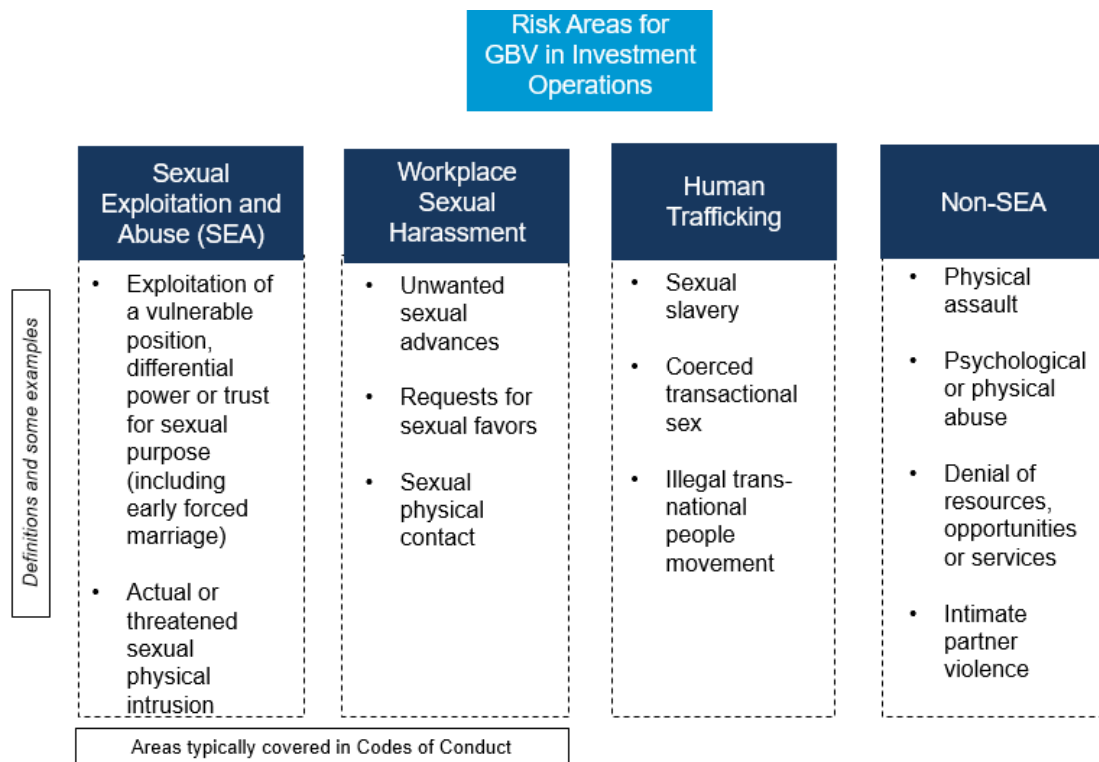 Risk Areas for
GBV in Investment
Operations
Sexual
Exploitation and
Abuse (SEA)
Workplace
Sexual
Harassment
Human
Trafficking
Non-SEA
Definitions and some examples
• Exploitation of
a vulnerable
position,
differential
power or trust
for sexual
purpose
(including
early forced
marriage)
• Actual or
threatened
sexual
physical
intrusion
• Unwanted
sexual
advances
• Requests for
sexual favors
• Sexual
physical
contact
• Sexual
slavery
• Coerced
transactional
sex
• Illegal trans-
national
people
movement
• Physical
assault
• Psychological
or physical
abuse
• Denial of
resources,
opportunities
or services
• Intimate
partner
violence
Areas typically covered in Codes of Conduct